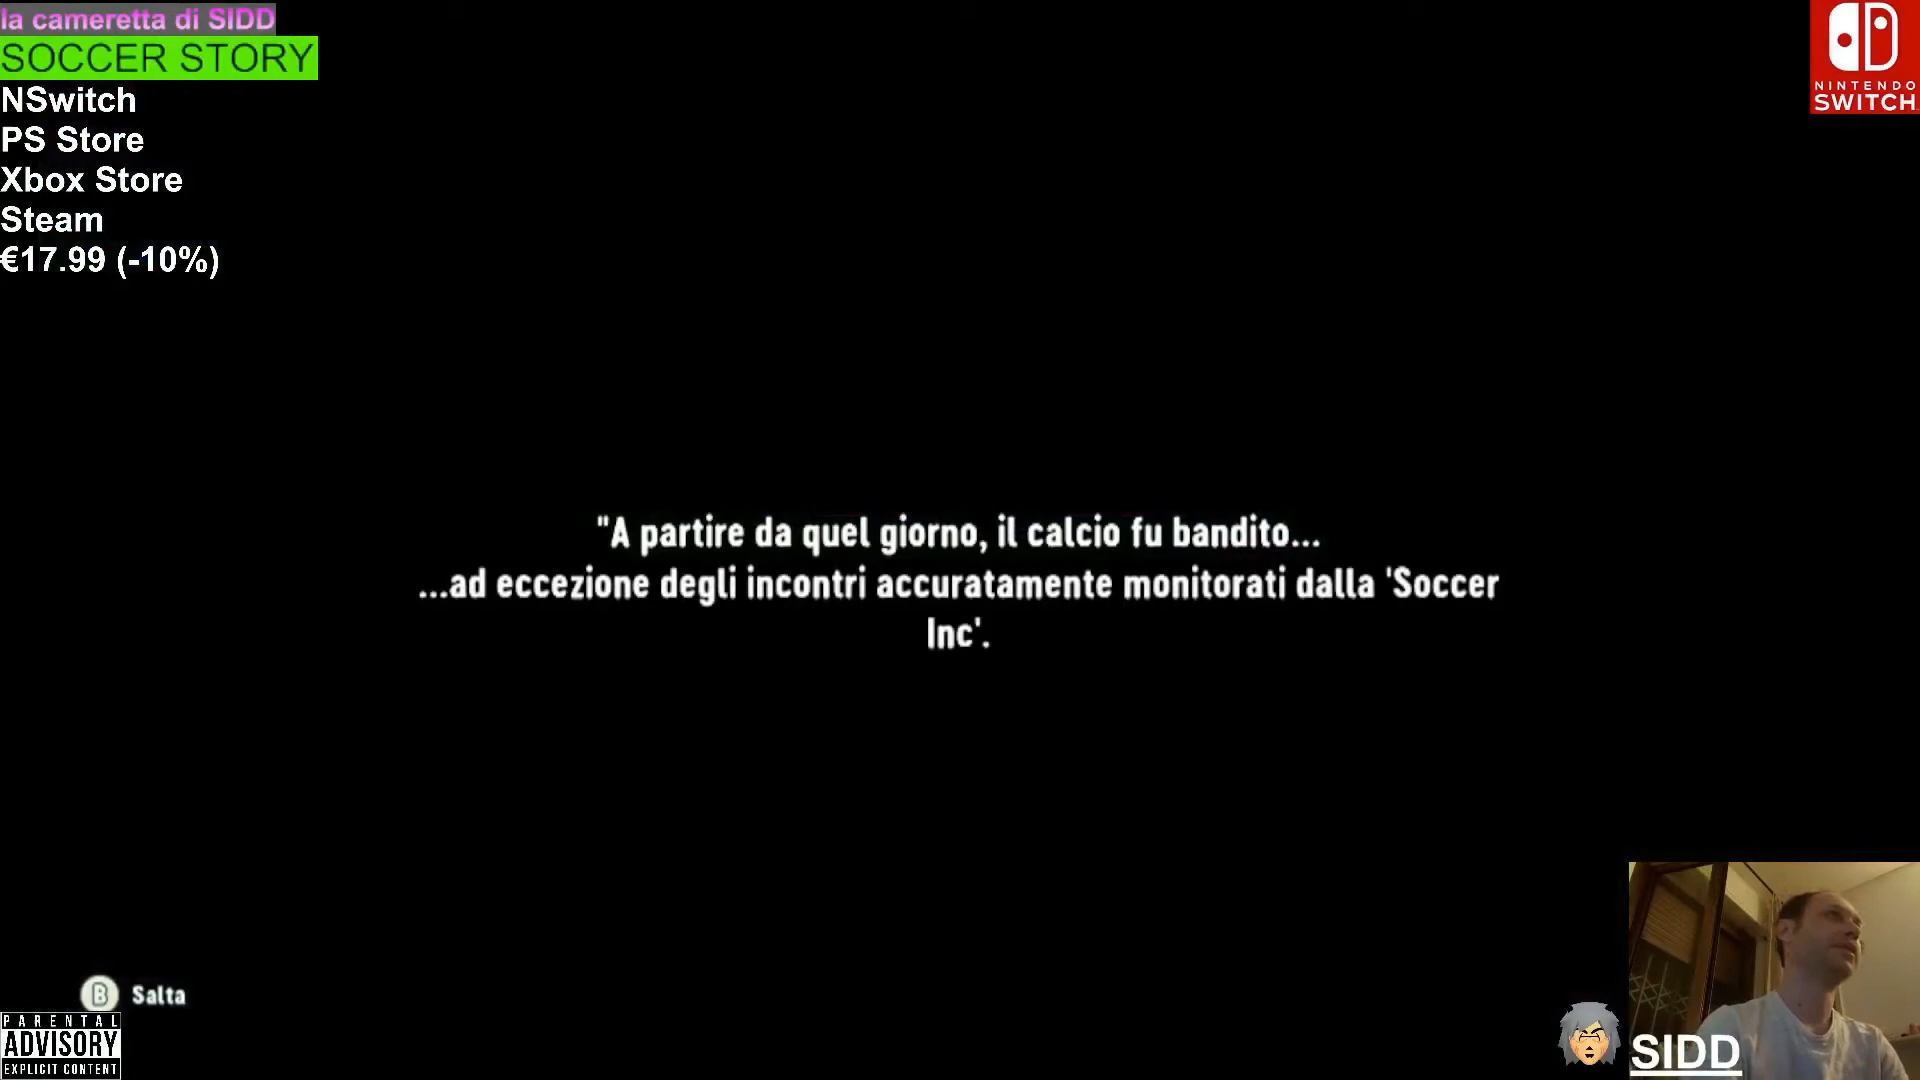 la cameretta di SIDD
SOCCER STORY
NSwitch
PS Store
Xbox Store
Steam
€17.99 (-10%)
NINTENDO
SWITCH
"A partire da quel giorno, il calcio fu bandito...
...ad eccezione degli incontri accuratamente monitorati dalla 'Soccer
Inc'.
B Salta
PARENTAL
ADVISORY
EXPLICIT CONTENT
SIDD